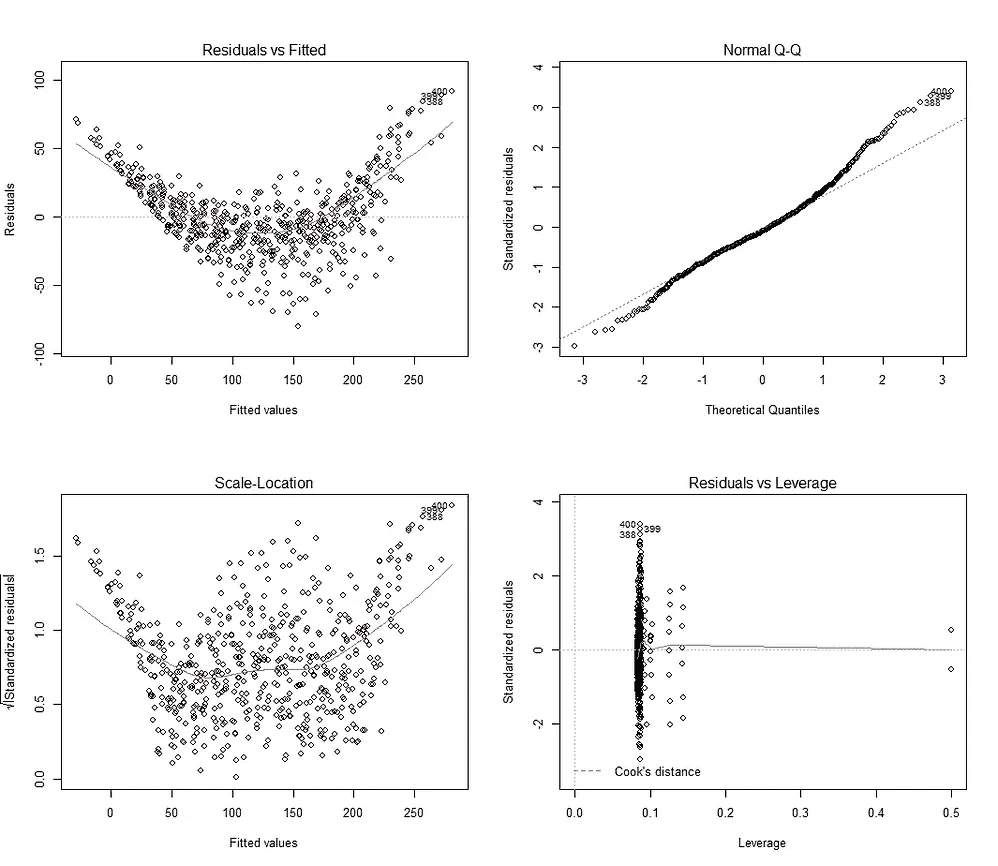 Residuals vs Fitted
100
50
0
-50
-100
Residuals
400
399
388
0 50 100 150 200 250
Fitted values
Normal Q-Q
4
3
2
1
0
-1
-2
-3
Standardized residuals
400
399
388
-3 -2 -1 0 1 2 3
Theoretical Quantiles
Scale-Location
1.5
1.0
0.5
0.0
√|Standardized residuals|
400
399
388
0 50 100 150 200 250
Fitted values
Residuals vs Leverage
4
2
0
-2
Standardized residuals
400
399
388
Cook's distance
0.0 0.1 0.2 0.3 0.4 0.5
Leverage